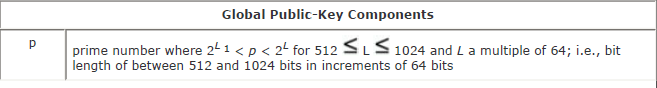 Global Public-Key Components
p
prime number where 2ᴸ ¹ < p < 2ᴸ for 512 ≤ L ≤ 1024 and L a multiple of 64; i.e., bit
length of between 512 and 1024 bits in increments of 64 bits